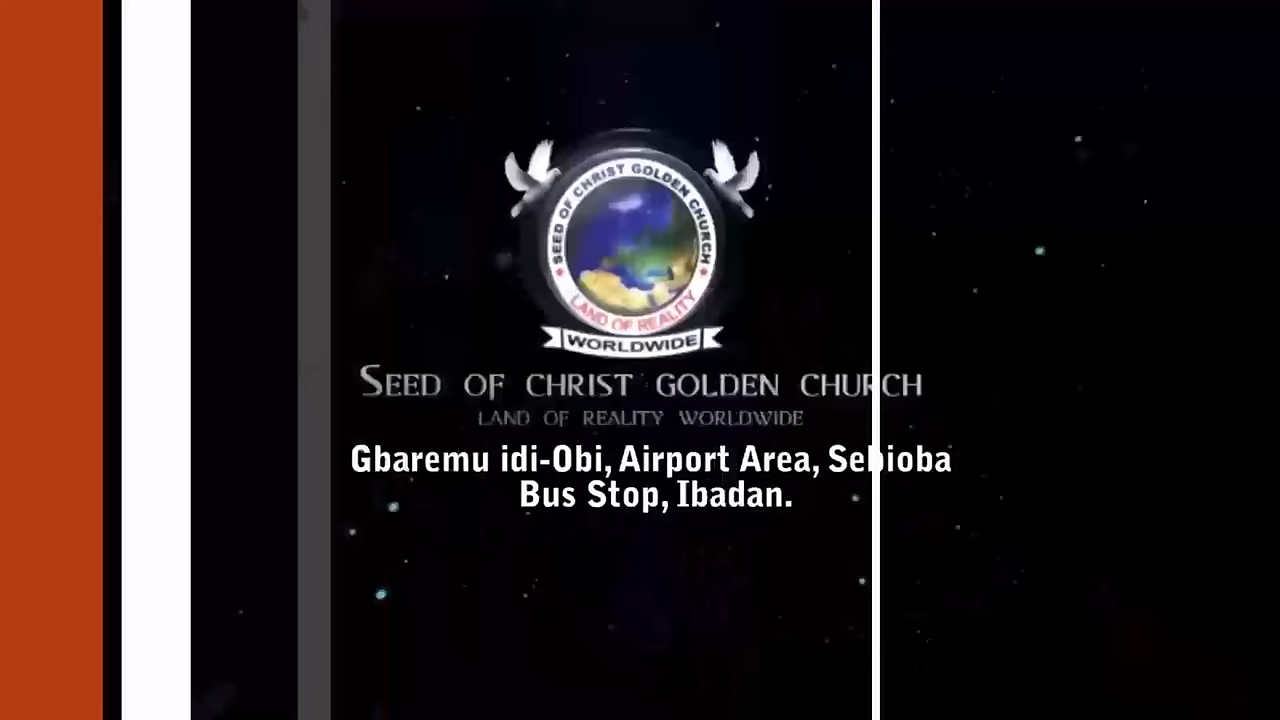 SEED OF CHRIST GOLDEN CHURCH
LAND OF REALITY
WORLDWIDE
SEED OF CHRIST GOLDEN CHURCH
LAND OF REALITY WORLDWIDE
Gbaremu idi-Obi, Airport Area,
Bus Stop, Ibadan.